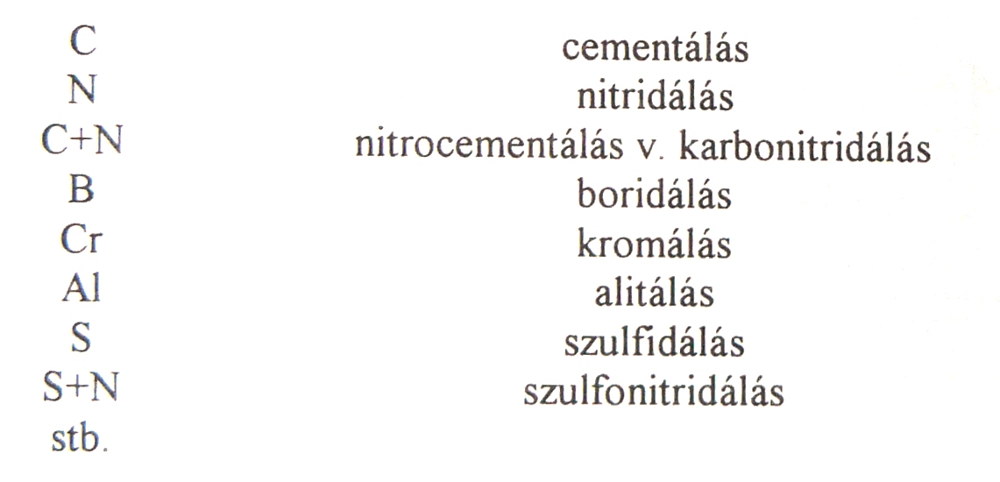 C cementálás
N nitridálás
C+N nitrocementálás v. karbonitridálás
B boridálás
Cr kromálás
Al alitálás
S szulfidálás
S+N szulfonitridálás
stb.